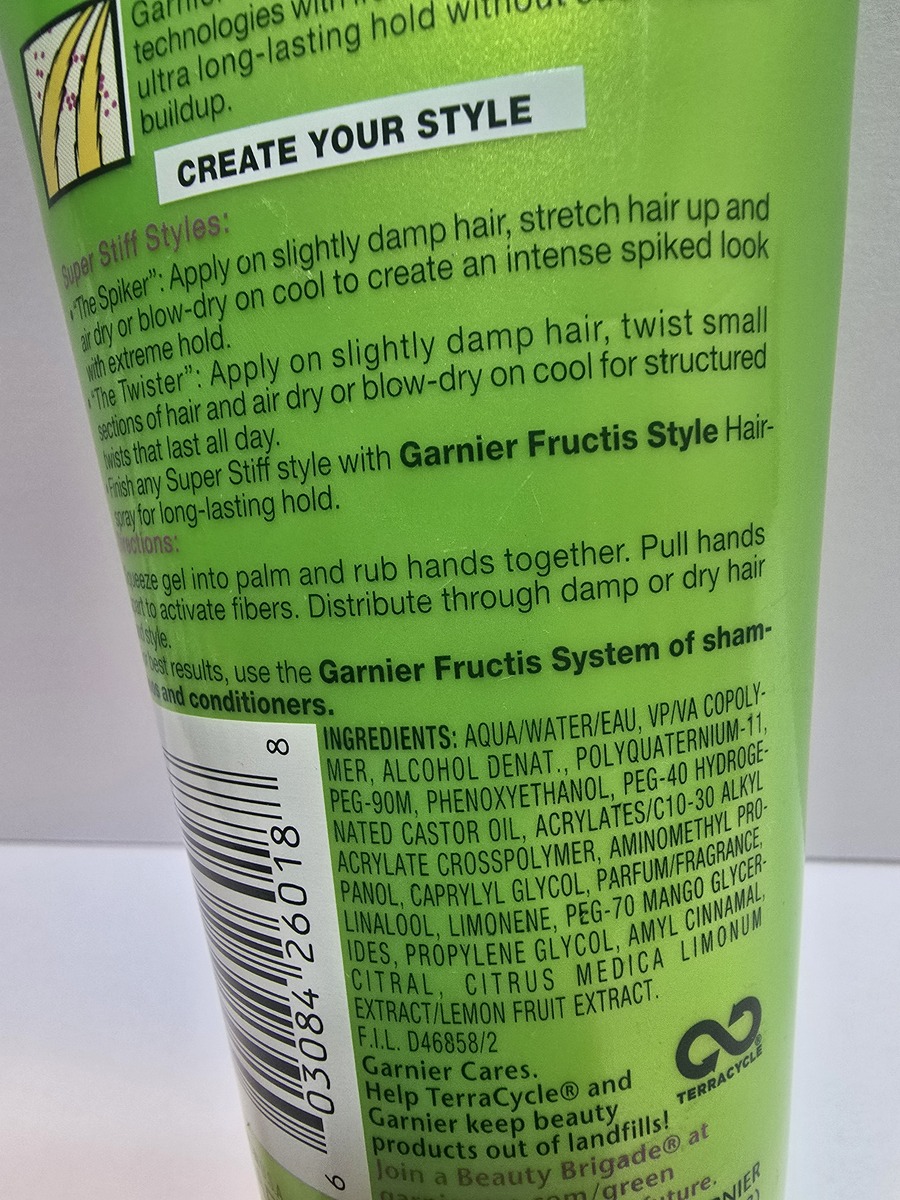 technologies with
ultra long-lasting hold without
buildup.
CREATE YOUR STYLE
Super Stiff Styles:
•"The Spiker": Apply on slightly damp hair, stretch hair up and
air dry or blow-dry on cool to create an intense spiked look
with extreme hold.
•"The Twister": Apply on slightly damp hair, twist small
sections of hair and air dry or blow-dry on cool for structured
twists that last all day.
•Finish any Super Stiff style with Garnier Fructis Style Hair-
spray for long-lasting hold.
gel into palm and rub hands together. Pull hands
to activate fibers. Distribute through damp or dry hair
style.
best results, use the Garnier Fructis System of sham-
and conditioners.
INGREDIENTS: AQUA/WATER/EAU, VP/VA COPOLY-
MER, ALCOHOL DENAT., POLYQUATERNIUM-11,
PEG-90M, PHENOXYETHANOL, PEG-40 HYDROGE-
NATED CASTOR OIL, ACRYLATES/C10-30 ALKYL
ACRYLATE CROSSPOLYMER, AMINOMETHYL PRO-
PANOL, CAPRYLYL GLYCOL, PARFUM/FRAGRANCE,
LINALOOL, LIMONENE, PEG-70 MANGO GLYCER-
IDES, PROPYLENE GLYCOL, AMYL CINNAMAL,
CITRAL, CITRUS MEDICA LIMONUM
EXTRACT/LEMON FRUIT EXTRACT.
F.I.L. D46858/2
Garnier Cares.
Help TerraCycle® and
Garnier keep beauty
products out of landfills!
Join a Beauty Brigade® at
TERRACYCLE®
6 03084 26018 8